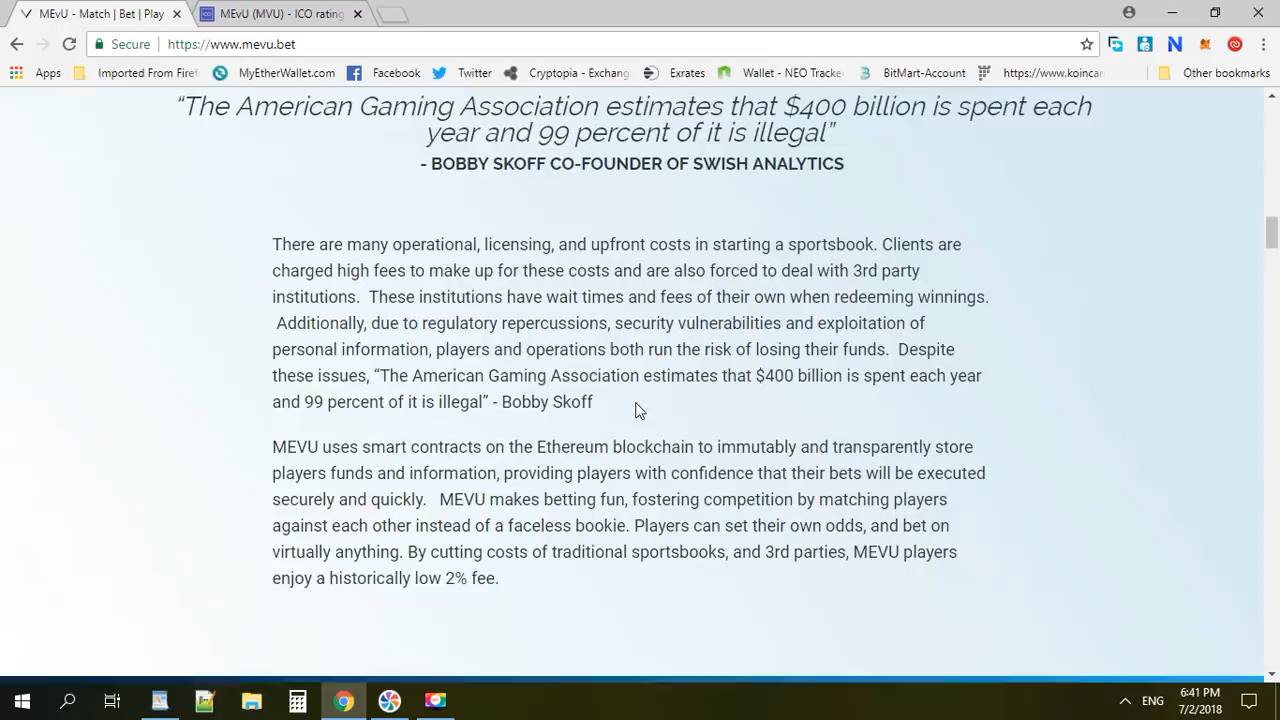 MEvU - Match | Bet | Play
MEvU (MVU) - ICO rating
Secure
https://www.mevu.bet
Apps
Imported From Firef
MyEtherWallet.com
Facebook
Twitter
Cryptopia - Exchang
Exrates
Wallet - NEO Tracke
BitMart-Account
https://www.koincar
Other bookmarks
“The American Gaming Association estimates that $400 billion is spent each
year and 99 percent of it is illegal”
- BOBBY SKOFF CO-FOUNDER OF SWISH ANALYTICS
There are many operational, licensing, and upfront costs in starting a sportsbook. Clients are
charged high fees to make up for these costs and are also forced to deal with 3rd party
institutions. These institutions have wait times and fees of their own when redeeming winnings.
Additionally, due to regulatory repercussions, security vulnerabilities and exploitation of
personal information, players and operations both run the risk of losing their funds. Despite
these issues, “The American Gaming Association estimates that $400 billion is spent each year
and 99 percent of it is illegal” - Bobby Skoff
MEVU uses smart contracts on the Ethereum blockchain to immutably and transparently store
players funds and information, providing players with confidence that their bets will be executed
securely and quickly. MEVU makes betting fun, fostering competition by matching players
against each other instead of a faceless bookie. Players can set their own odds, and bet on
virtually anything. By cutting costs of traditional sportsbooks, and 3rd parties, MEVU players
enjoy a historically low 2% fee.
ENG
6:41 PM
7/2/2018